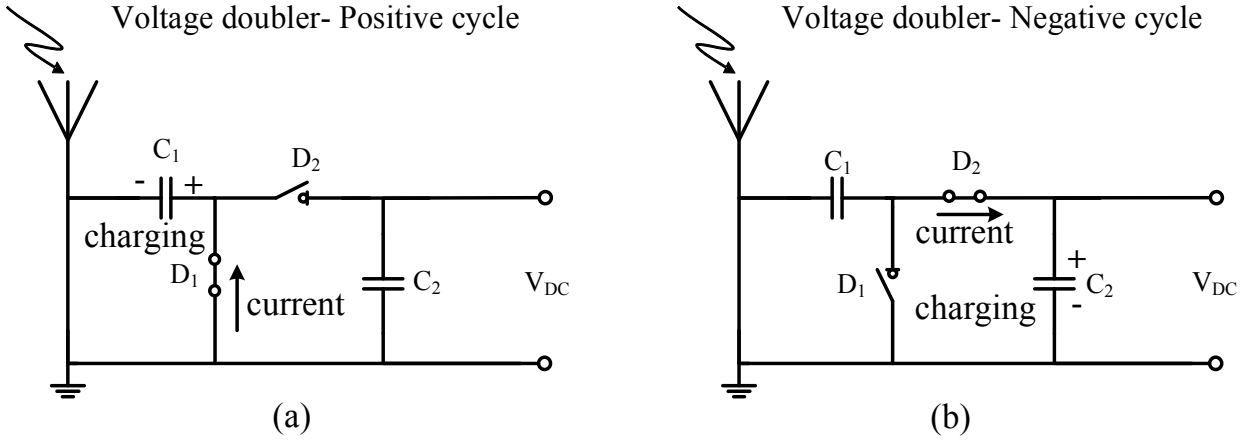 Voltage doubler- Positive cycle
C1
- +
D2
charging
D1
current
C2
VDC
(a)
Voltage doubler- Negative cycle
C1
D2
current
D1
charging
+
-
C2
VDC
(b)